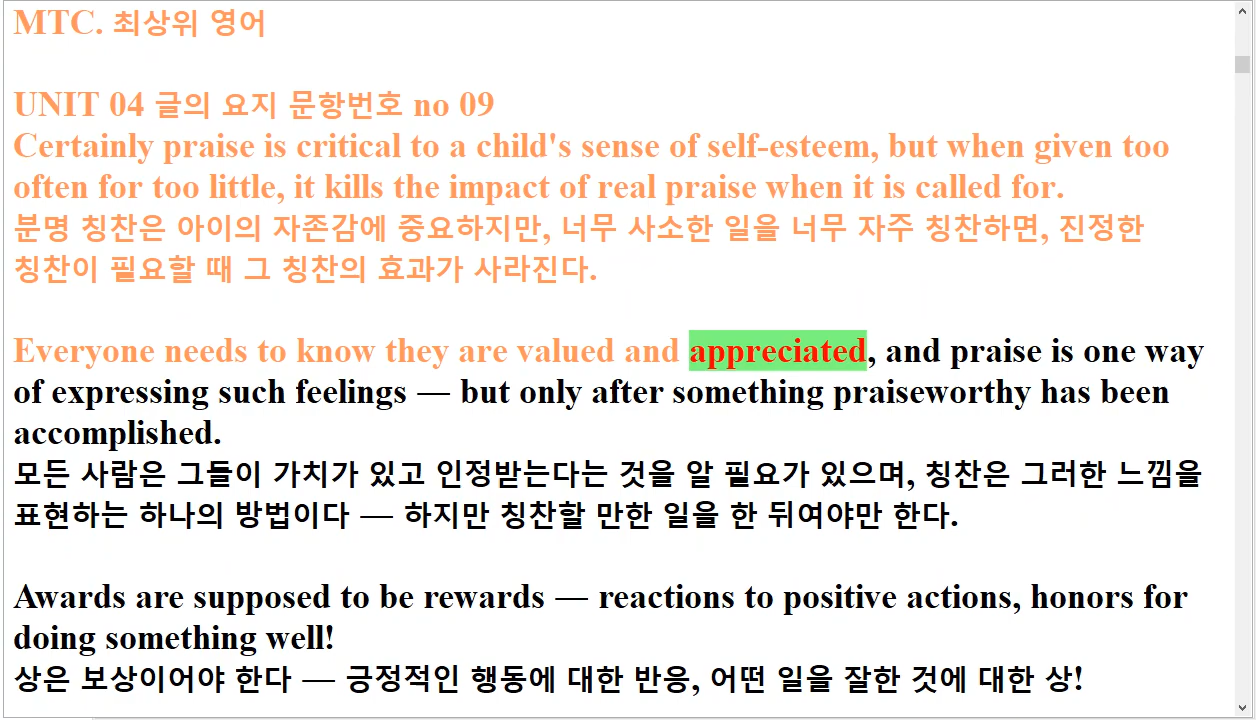 MTC. 최상위 영어
UNIT 04 글의 요지 문항번호 no 09
Certainly praise is critical to a child's sense of self-esteem, but when given too
often for too little, it kills the impact of real praise when it is called for.
분명 칭찬은 아이의 자존감에 중요하지만, 너무 사소한 일을 너무 자주 칭찬하면, 진정한
칭찬이 필요할 때 그 칭찬의 효과가 사라진다.
Everyone needs to know they are valued and appreciated, and praise is one way
of expressing such feelings — but only after something praiseworthy has been
accomplished.
모든 사람은 그들이 가치가 있고 인정받는다는 것을 알 필요가 있으며, 칭찬은 그러한 느낌을
표현하는 하나의 방법이다 — 하지만 칭찬할 만한 일을 한 뒤여야만 한다.
Awards are supposed to be rewards — reactions to positive actions, honors for
doing something well!
상은 보상이어야 한다 — 긍정적인 행동에 대한 반응, 어떤 일을 잘한 것에 대한 상!